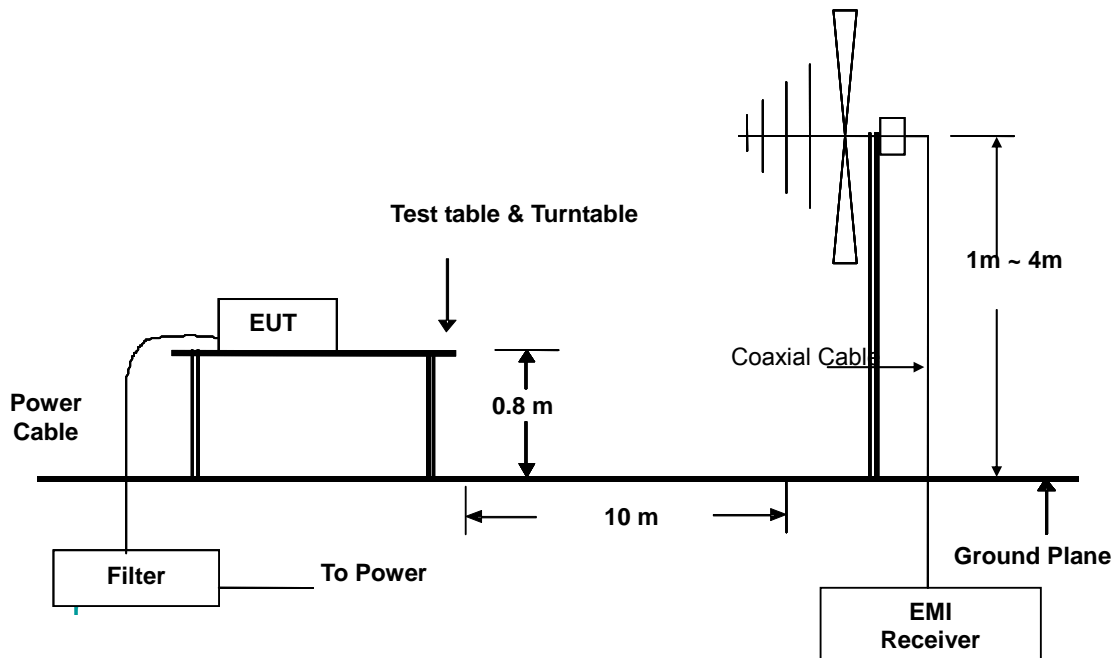 Test table & Turntable
1m ~ 4m
EUT
Coaxial Cable
Power
Cable
0.8 m
10 m
Ground Plane
Filter
To Power
EMI
Receiver